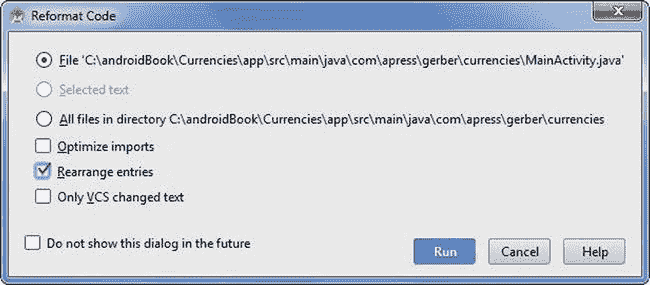 Reformat Code
File 'C:\androidBook\Currencies\app\src\main\java\com\apress\gerber\currencies\MainActivity.java'
Selected text
All files in directory C:\androidBook\Currencies\app\src\main\java\com\apress\gerber\currencies
Optimize imports
Rearrange entries
Only VCS changed text
Do not show this dialog in the future
Run Cancel Help